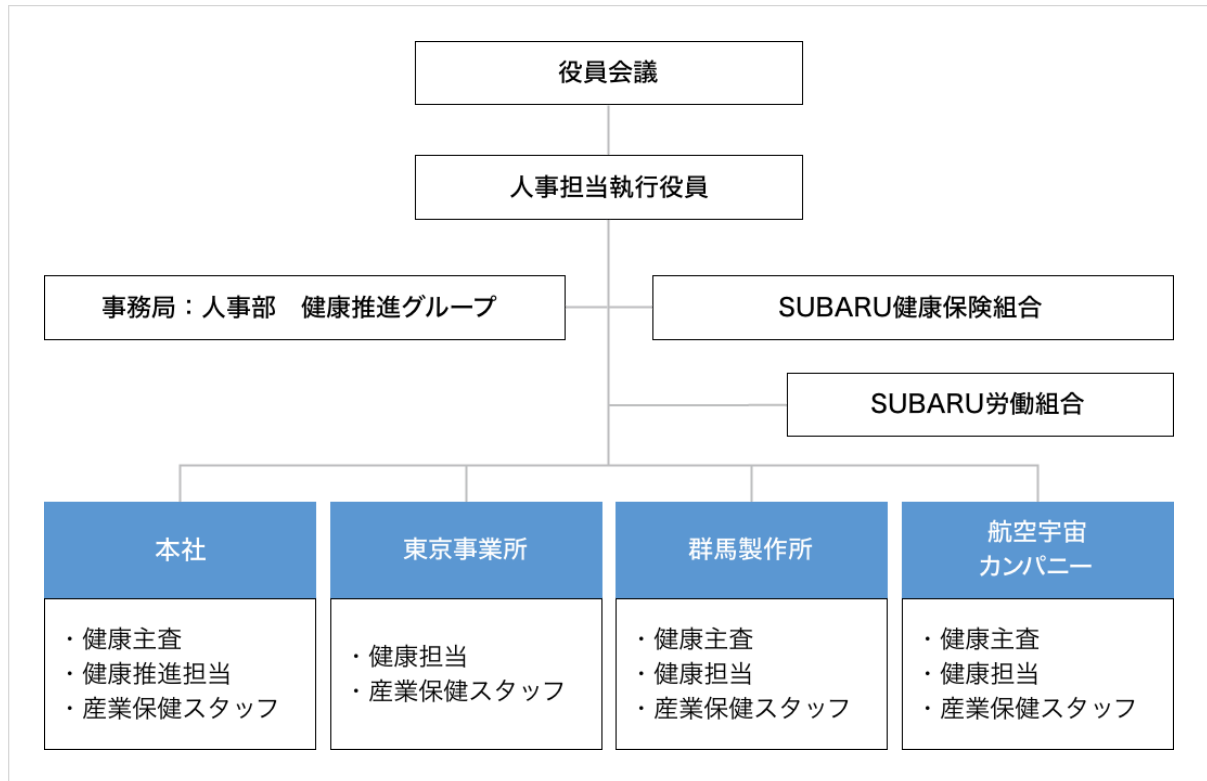 役員会議
人事担当執行役員
事務局：人事部　健康推進グループ
SUBARU健康保険組合
SUBARU労働組合
本社
・健康主査
・健康推進担当
・産業保健スタッフ
東京事業所
・健康担当
・産業保健スタッフ
群馬製作所
・健康主査
・健康担当
・産業保健スタッフ
航空宇宙
カンパニー
・健康主査
・健康担当
・産業保健スタッフ